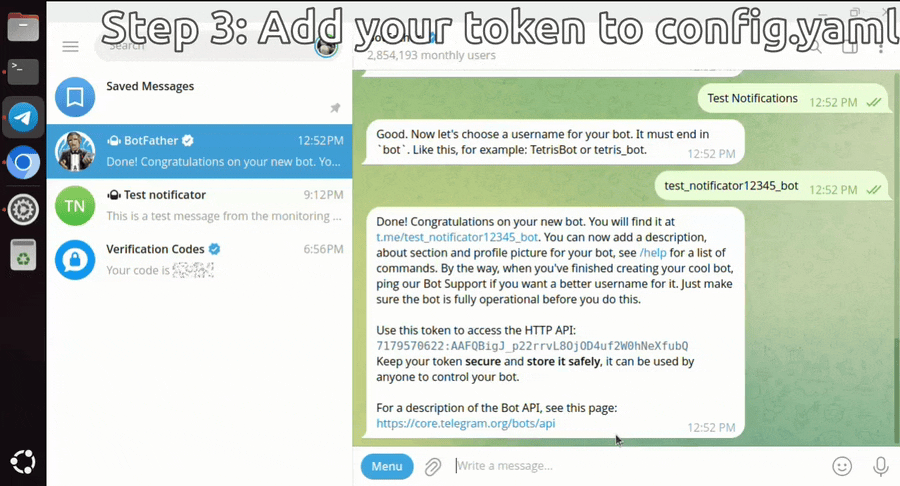 Step 3: Add your token to config.yaml
Search
2,854,193 monthly users
Saved Messages
BotFather
12:52 PM
Done! Congratulations on your new bot. Yo...
Test notificator
9:12 PM
TN
This is a test message from the monitoring ...
Verification Codes
6:56 PM
Your code is
Test Notifications
12:52 PM
Good. Now let's choose a username for your bot. It must end in
`bot`. Like this, for example: TetrisBot or tetris_bot.
12:52 PM
test_notificator12345_bot
12:52 PM
Done! Congratulations on your new bot. You will find it at
t.me/test_notificator12345_bot. You can now add a description,
about section and profile picture for your bot, see /help for a list of
commands. By the way, when you've finished creating your cool bot,
ping our Bot Support if you want a better username for it. Just make
sure the bot is fully operational before you do this.
Use this token to access the HTTP API:
7179570622:AAFQBigJ_p22rrvL8OjOD4uf2W0hNeXfubQ
Keep your token secure and store it safely, it can be used by
anyone to control your bot.
For a description of the Bot API, see this page:
https://core.telegram.org/bots/api
12:52 PM
Menu
Write a message...